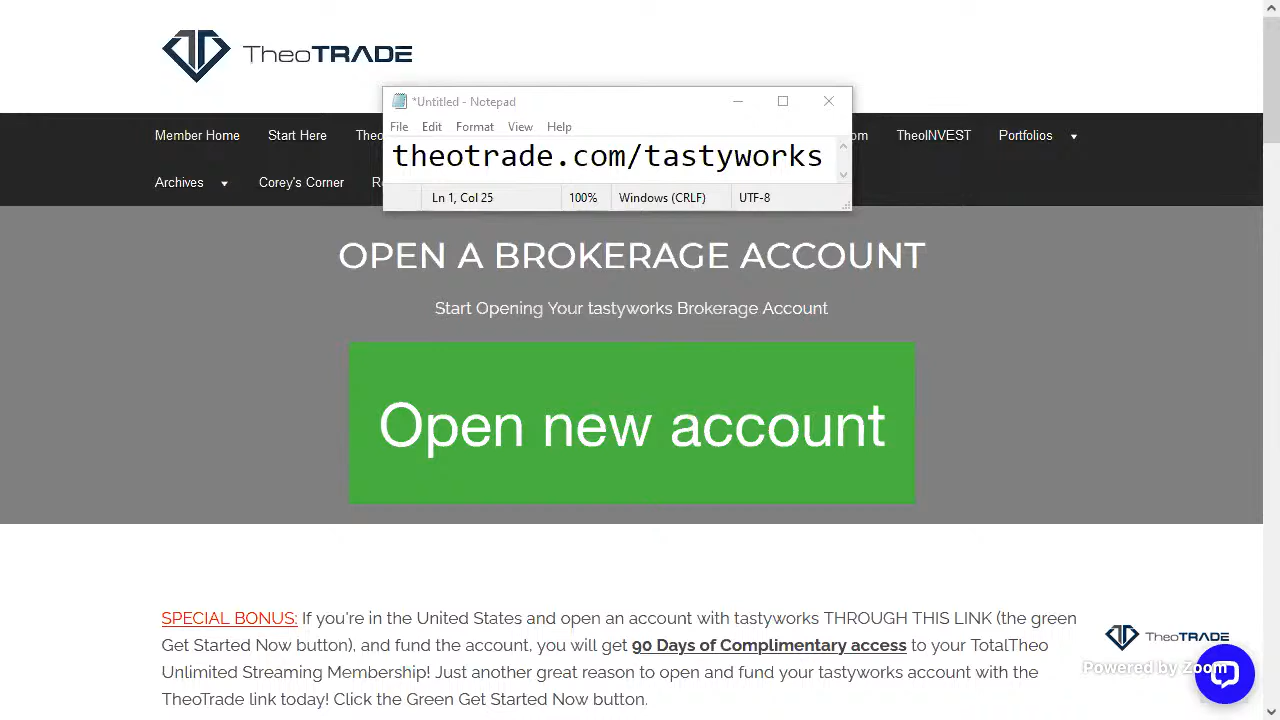 TheoTRADE
*Untitled - Notepad
File Edit Format View Help
theotrade.com/tastyworks
Ln 1, Col 25 100% Windows (CRLF) UTF-8
Member Home Start Here TheoINVEST Portfolios
Archives Corey's Corner
OPEN A BROKERAGE ACCOUNT
Start Opening Your tastyworks Brokerage Account
Open new account
SPECIAL BONUS: If you're in the United States and open an account with tastyworks THROUGH THIS LINK (the green
Get Started Now button), and fund the account, you will get 90 Days of Complimentary access to your TotalTheo
Unlimited Streaming Membership! Just another great reason to open and fund your tastyworks account with the
TheoTrade link today! Click the Green Get Started Now button.
TheoTRADE
Powered by Zoom